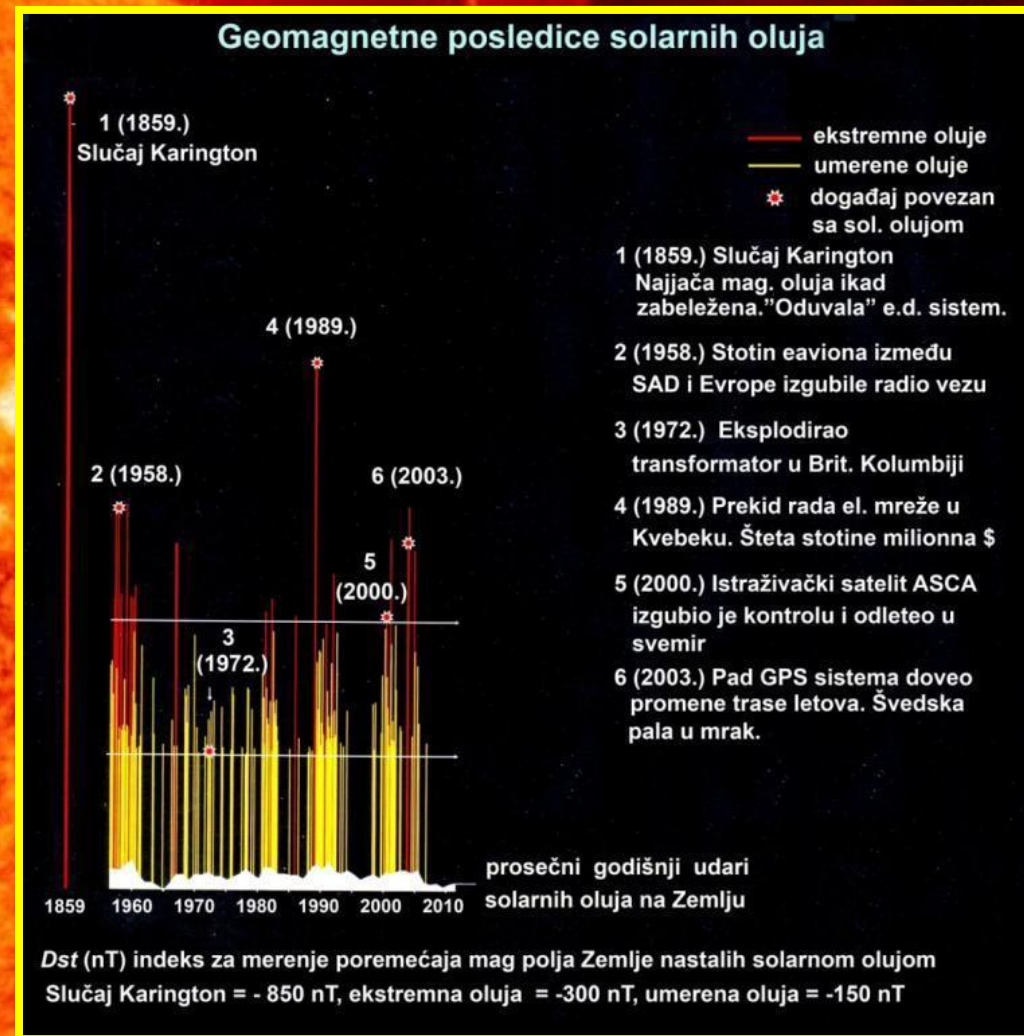 Geomagnetne posledice solarnih oluja
1 (1859.)
Slučaj Karington
ekstremne oluje
umerene oluje
događaj povezan
sa sol. olujom
1 (1859.) Slučaj Karington
Najjača mag. oluja ikad
zabeležena.”Oduvala” e.d. sistem.
4 (1989.)
2 (1958.) Stotin eaviona između
SAD i Evrope izgubile radio vezu
3 (1972.) Eksplodirao
transformator u Brit. Kolumbiji
2 (1958.)
6 (2003.)
4 (1989.) Prekid rada el. mreže u
Kvebeku. Šteta stotine milionna $
5
(2000.)
5 (2000.) Istraživački satelit ASCA
izgubio je kontrolu i odleteo u
svemir
3
(1972.)
6 (2003.) Pad GPS sistema doveo
promene trase letova. Švedska
pala u mrak.
prosečni godišnji udari
solarnih oluja na Zemlju
1859 1960 1970 1980 1990 2000 2010
Dst (nT) indeks za merenje poremećaja mag polja Zemlje nastalih solarnom olujom
Slučaj Karington = - 850 nT, ekstremna oluja = -300 nT, umerena oluja = -150 nT